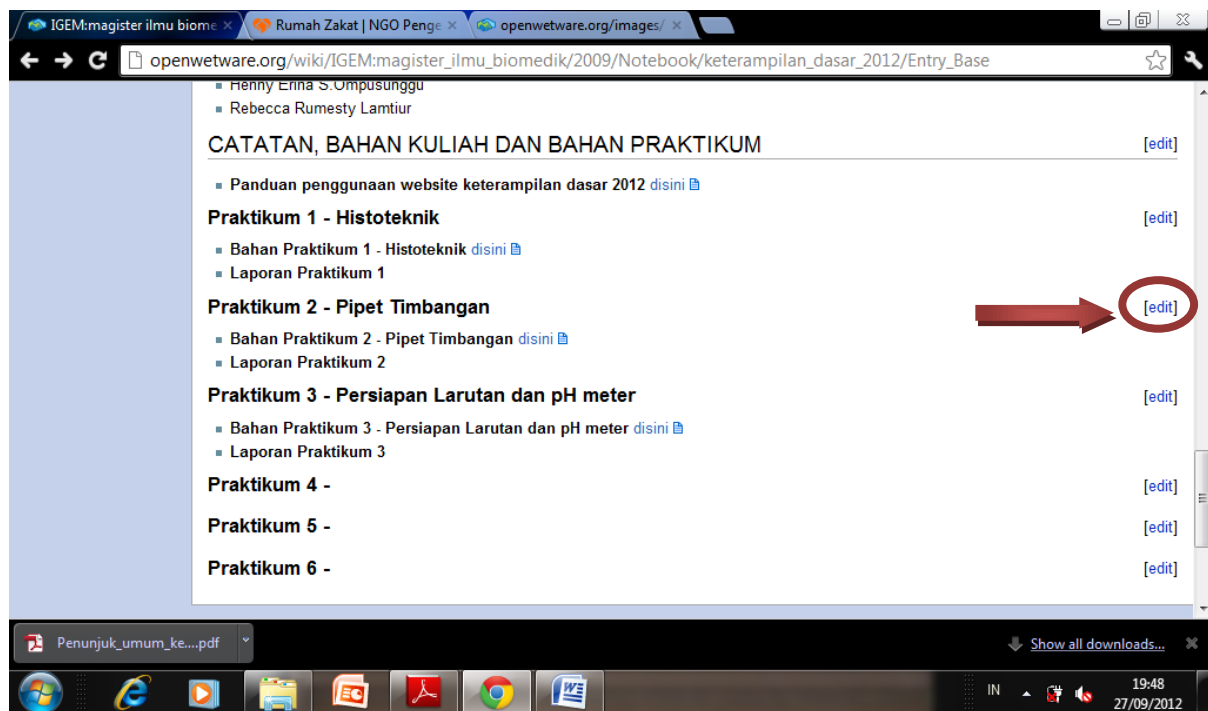 IGEM:magister ilmu biome
Rumah Zakat | NGO Penge
openwetware.org/images/
openwetware.org/wiki/IGEM:magister_ilmu_biomedik/2009/Notebook/keterampilan_dasar_2012/Entry_Base
Henny Erina S.Ompusunggu
Rebecca Rumesty Lamtiur
CATATAN, BAHAN KULIAH DAN BAHAN PRAKTIKUM [edit]
Panduan penggunaan website keterampilan dasar 2012 disini
Praktikum 1 - Histoteknik [edit]
Bahan Praktikum 1 - Histoteknik disini
Laporan Praktikum 1
Praktikum 2 - Pipet Timbangan [edit]
Bahan Praktikum 2 - Pipet Timbangan disini
Laporan Praktikum 2
Praktikum 3 - Persiapan Larutan dan pH meter [edit]
Bahan Praktikum 3 - Persiapan Larutan dan pH meter disini
Laporan Praktikum 3
Praktikum 4 - [edit]
Praktikum 5 - [edit]
Praktikum 6 - [edit]
Penunjuk_umum_ke....pdf
Show all downloads...
IN
19:48
27/09/2012